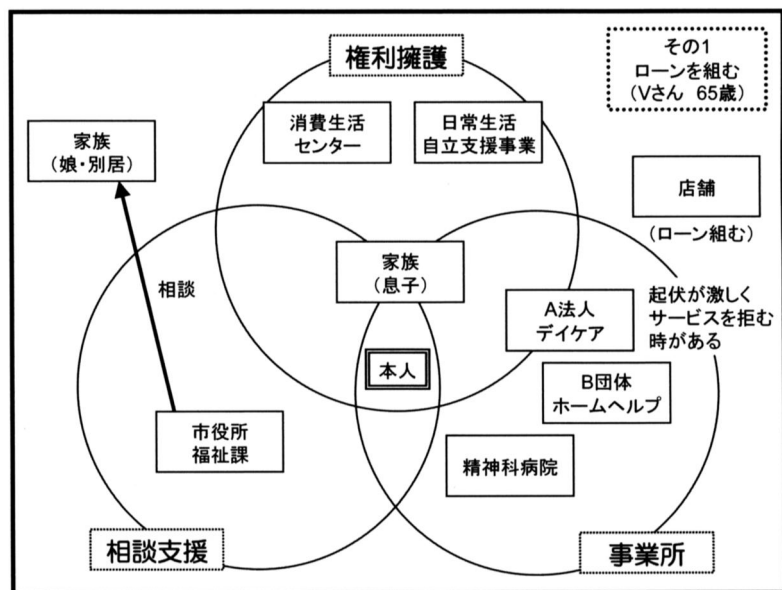 その1
ローンを組む
(Vさん 65歳)
権利擁護
消費生活
センター
日常生活
自立支援事業
家族
(娘・別居)
店舗
(ローン組む)
家族
(息子)
相談
A法人
デイケア
起伏が激しく
サービスを拒む
時がある
本人
B団体
ホームヘルプ
市役所
福祉課
精神科病院
相談支援
事業所